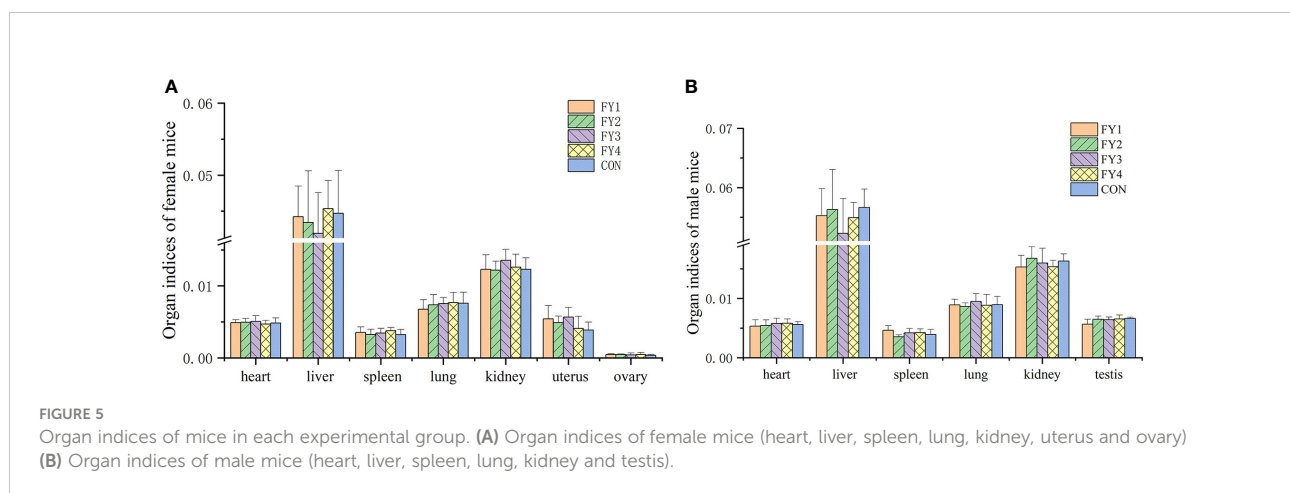 A
Organ indices of female mice
0.06
0.05
0.01
0.00
FY1
FY2
FY3
FY4
CON
heart liver spleen lung kidney uterus ovary
B
Organ indices of male mice
0.07
0.06
0.01
0.00
FY1
FY2
FY3
FY4
CON
heart liver spleen lung kidney testis
FIGURE 5
Organ indices of mice in each experimental group. (A) Organ indices of female mice (heart, liver, spleen, lung, kidney, uterus and ovary)
(B) Organ indices of male mice (heart, liver, spleen, lung, kidney and testis).